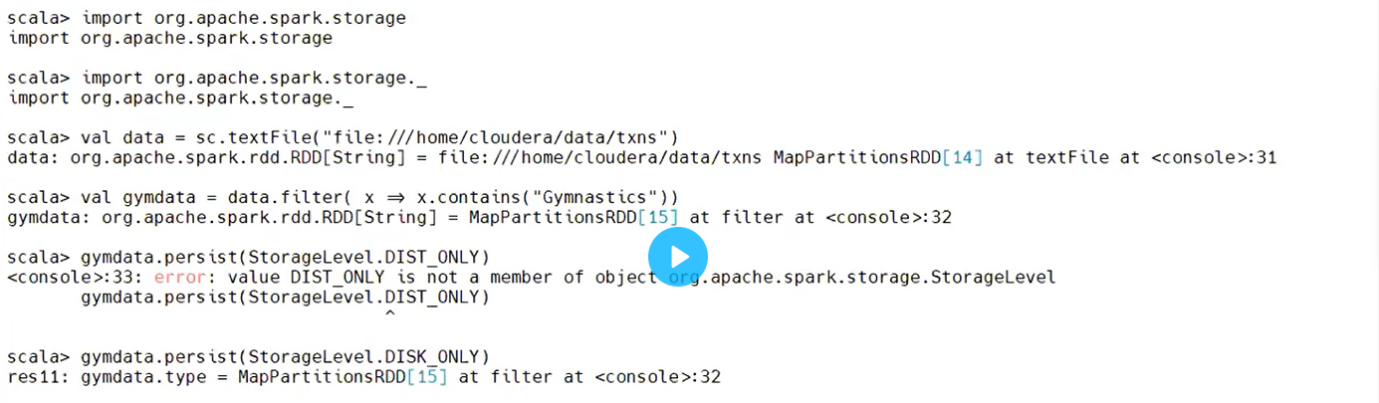 scala> import org.apache.spark.storage
import org.apache.spark.storage
scala> import org.apache.spark.storage._
import org.apache.spark.storage._
scala> val data = sc.textFile("file:///home/cloudera/data/txns")
data: org.apache.spark.rdd.RDD[String] = file:///home/cloudera/data/txns MapPartitionsRDD[14] at textFile at <console>:31
scala> val gymdata = data.filter( x ⇒ x.contains("Gymnastics"))
gymdata: org.apache.spark.rdd.RDD[String] = MapPartitionsRDD[15] at filter at <console>:32
scala> gymdata.persist(StorageLevel.DIST_ONLY)
<console>:33: error: value DIST_ONLY is not a member of object org.apache.spark.storage.StorageLevel
gymdata.persist(StorageLevel.DIST_ONLY)
^
scala> gymdata.persist(StorageLevel.DISK_ONLY)
res11: gymdata.type = MapPartitionsRDD[15] at filter at <console>:32